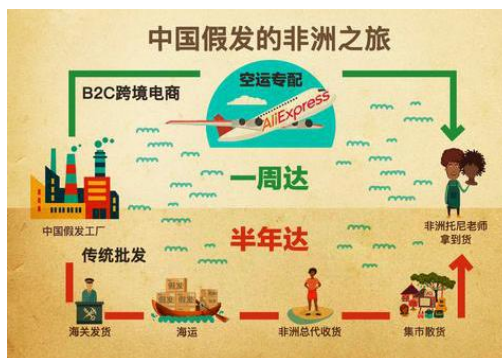 中国假发的非洲之旅
B2C跨境电商
空运专配
AliExpress
一周达
中国假发工厂
非洲托尼老师
拿到货
半年达
传统批发
海关发货
海运
非洲总代收货
集市散货